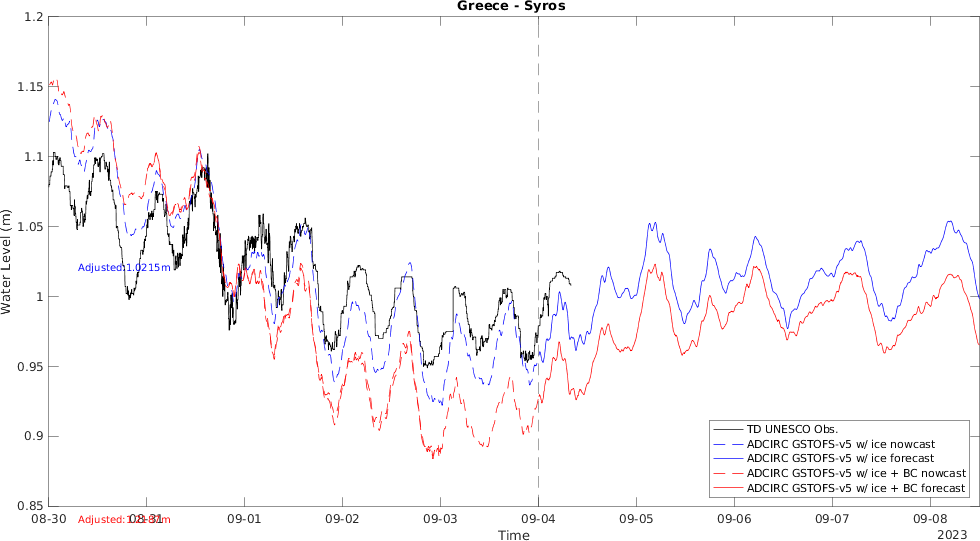 Greece - Syros
Water Level (m)
1.2
1.15
1.1
1.05
1
0.95
0.9
0.85
Adjusted:1.0215m
TD UNESCO Obs.
ADCIRC GSTOFS-v5 w/ ice nowcast
ADCIRC GSTOFS-v5 w/ ice forecast
ADCIRC GSTOFS-v5 w/ ice + BC nowcast
ADCIRC GSTOFS-v5 w/ ice + BC forecast
08-30 08-31 09-01 09-02 09-03 09-04 09-05 09-06 09-07 09-08
Adjusted:
Time
2023